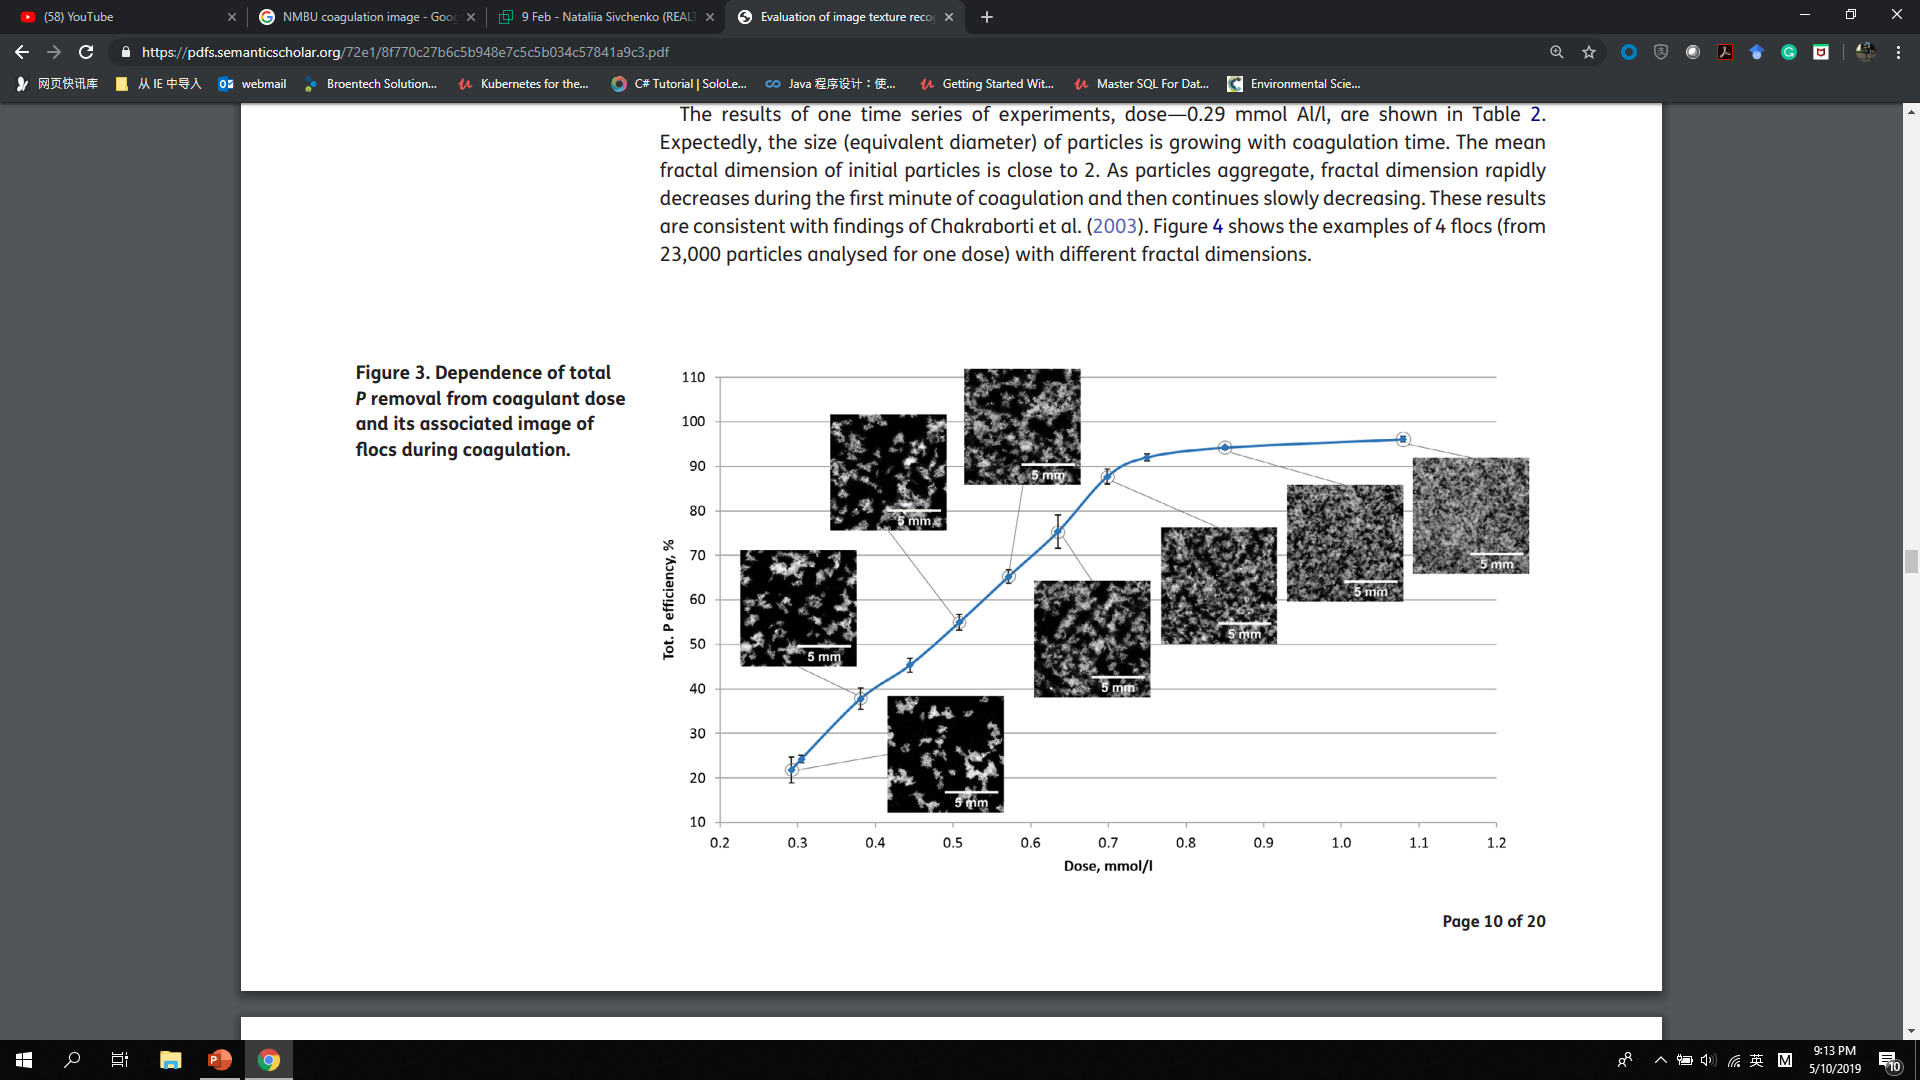 (58) YouTube
NMBU coagulation image - Goo
9 Feb - Nataliia Sivchenko (REAL
Evaluation of image texture reco
https://pdfs.semanticscholar.org/72e1/8f770c27b6c5b948e7c5c5b034c57841a9c3.pdf
网页快讯库
从 IE 中导入
webmail
Broentech Solution...
Kubernetes for the...
C# Tutorial | SoloLe...
Java 程序设计：使...
Getting Started Wit...
Master SQL For Dat...
Environmental Scie...
The results of one time series of experiments, dose—0.29 mmol Al/l, are shown in Table 2.
Expectedly, the size (equivalent diameter) of particles is growing with coagulation time. The mean
fractal dimension of initial particles is close to 2. As particles aggregate, fractal dimension rapidly
decreases during the first minute of coagulation and then continues slowly decreasing. These results
are consistent with findings of Chakraborti et al. (2003). Figure 4 shows the examples of 4 flocs (from
23,000 particles analysed for one dose) with different fractal dimensions.
Figure 3. Dependence of total
P removal from coagulant dose
and its associated image of
flocs during coagulation.
110
100
90
80
70
60
50
40
30
20
10
Tot. P efficiency, %
5 mm
5 mm
5 mm
5 mm
5 mm
5 mm
5 mm
5 mm
0.2 0.3 0.4 0.5 0.6 0.7 0.8 0.9 1.0 1.1 1.2
Dose, mmol/l
Page 10 of 20
英
M
9:13 PM
5/10/2019
10